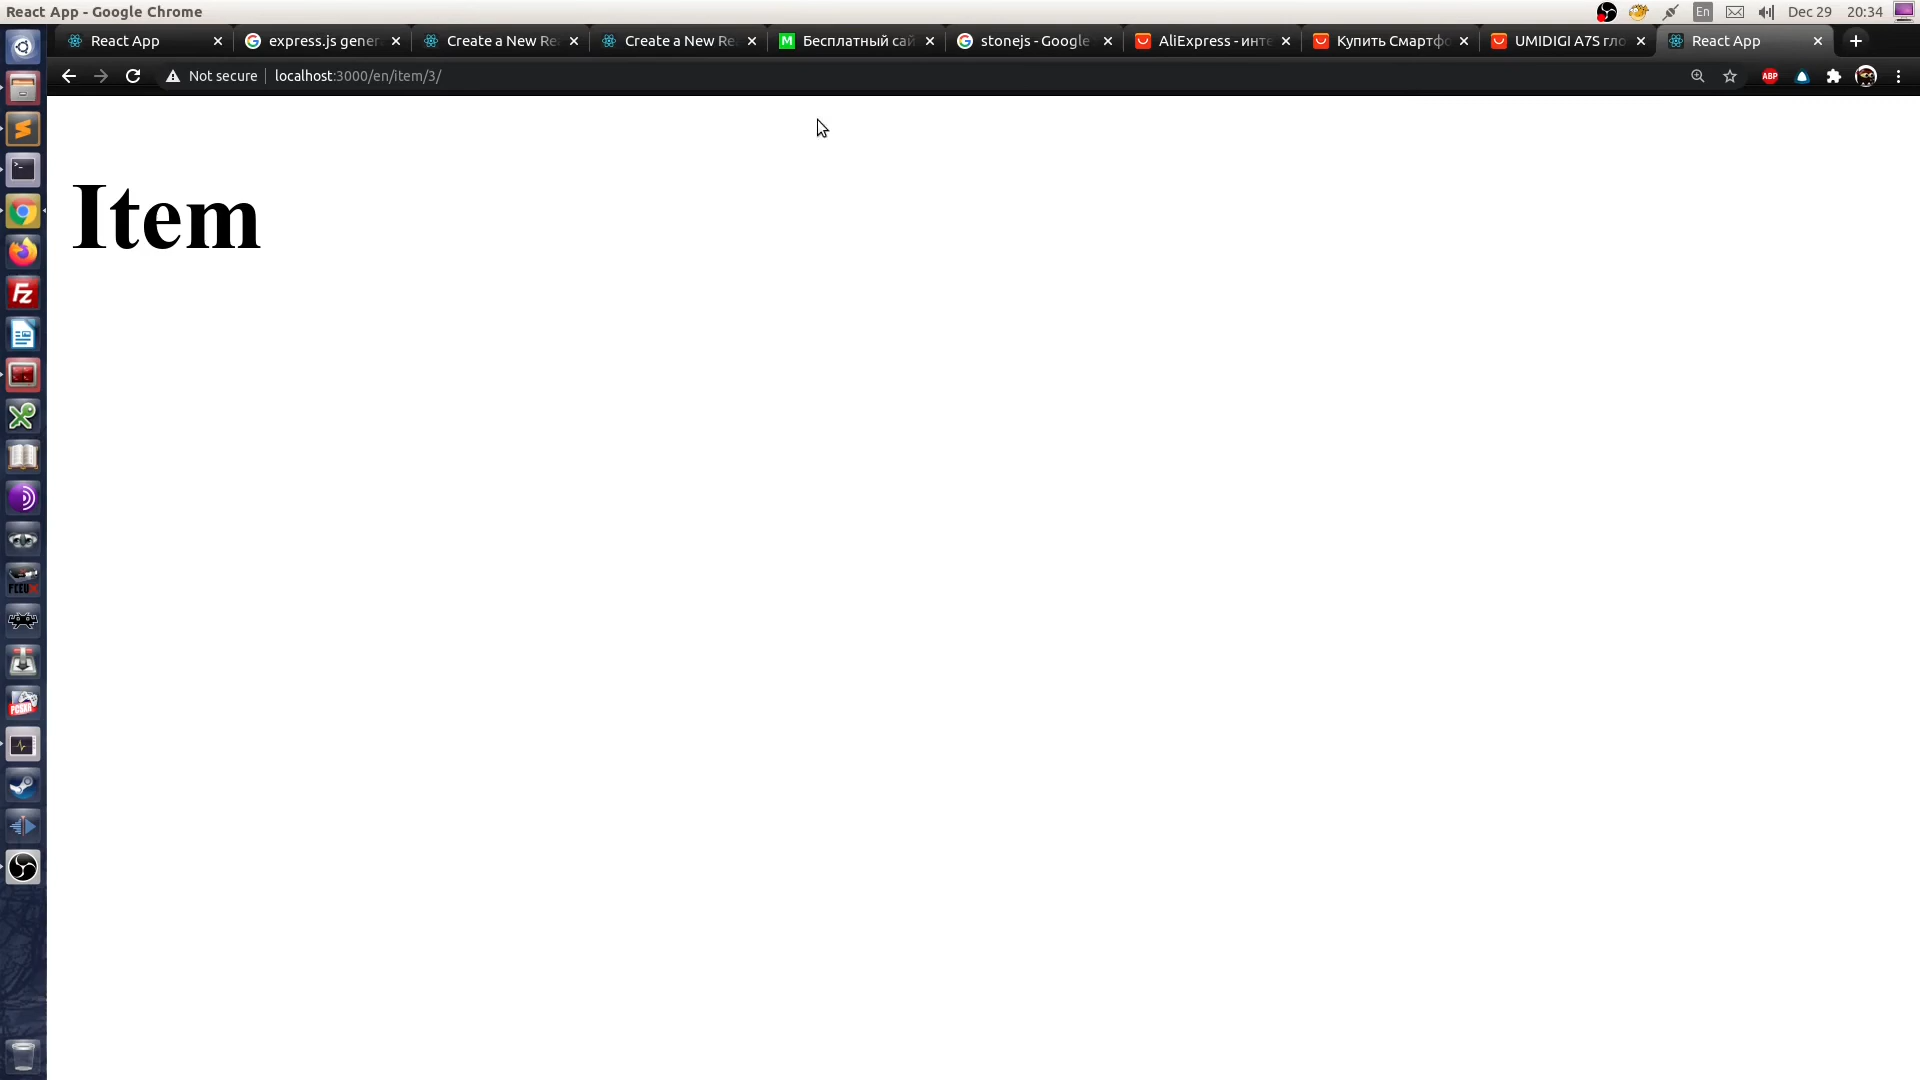 React App - Google Chrome
En
Dec 29
20:34
React App
express.js gener
Create a New Re
Create a New Re
Бесплатный сай
stonejs - Google
AliExpress - инте
Купить Смартфо
UMIDIGI A7S гло
React App
Not secure
localhost:3000/en/item/3/
ABP
Item